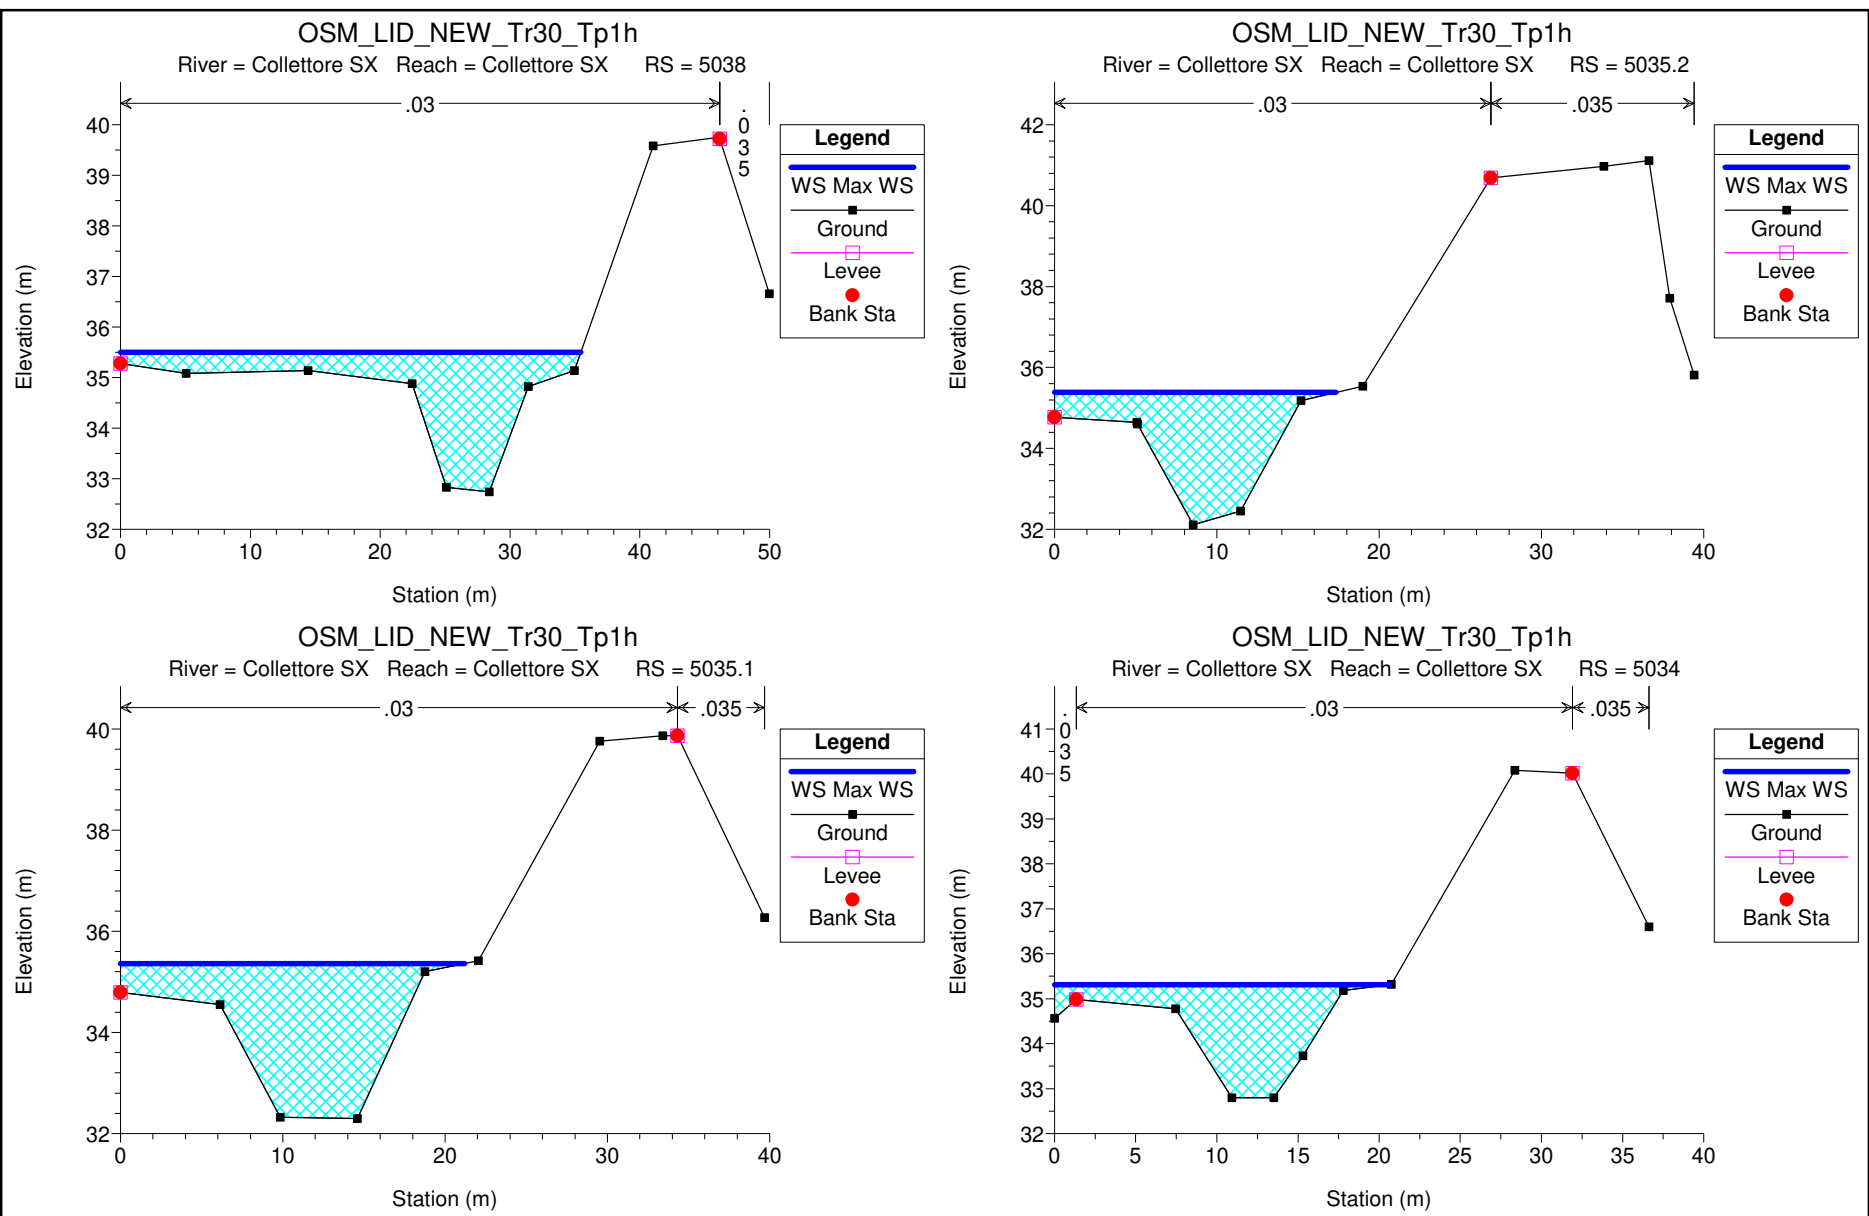 OSM_LID_NEW_Tr30_Tp1h
River = Collettore SX Reach = Collettore SX RS = 5038
.03
.035
Elevation (m)
40
39
38
37
36
35
34
33
32
0 10 20 30 40 50
Station (m)
Legend
WS Max WS
Ground
Levee
Bank Sta
OSM_LID_NEW_Tr30_Tp1h
River = Collettore SX Reach = Collettore SX RS = 5035.2
.03 .035
Elevation (m)
42
40
38
36
34
32
0 10 20 30 40
Station (m)
Legend
WS Max WS
Ground
Levee
Bank Sta
OSM_LID_NEW_Tr30_Tp1h
River = Collettore SX Reach = Collettore SX RS = 5035.1
.03 .035
Elevation (m)
40
38
36
34
32
0 10 20 30 40
Station (m)
Legend
WS Max WS
Ground
Levee
Bank Sta
OSM_LID_NEW_Tr30_Tp1h
River = Collettore SX Reach = Collettore SX RS = 5034
.035
.03 .035
Elevation (m)
41
40
39
38
37
36
35
34
33
32
0 5 10 15 20 25 30 35 40
Station (m)
Legend
WS Max WS
Ground
Levee
Bank Sta